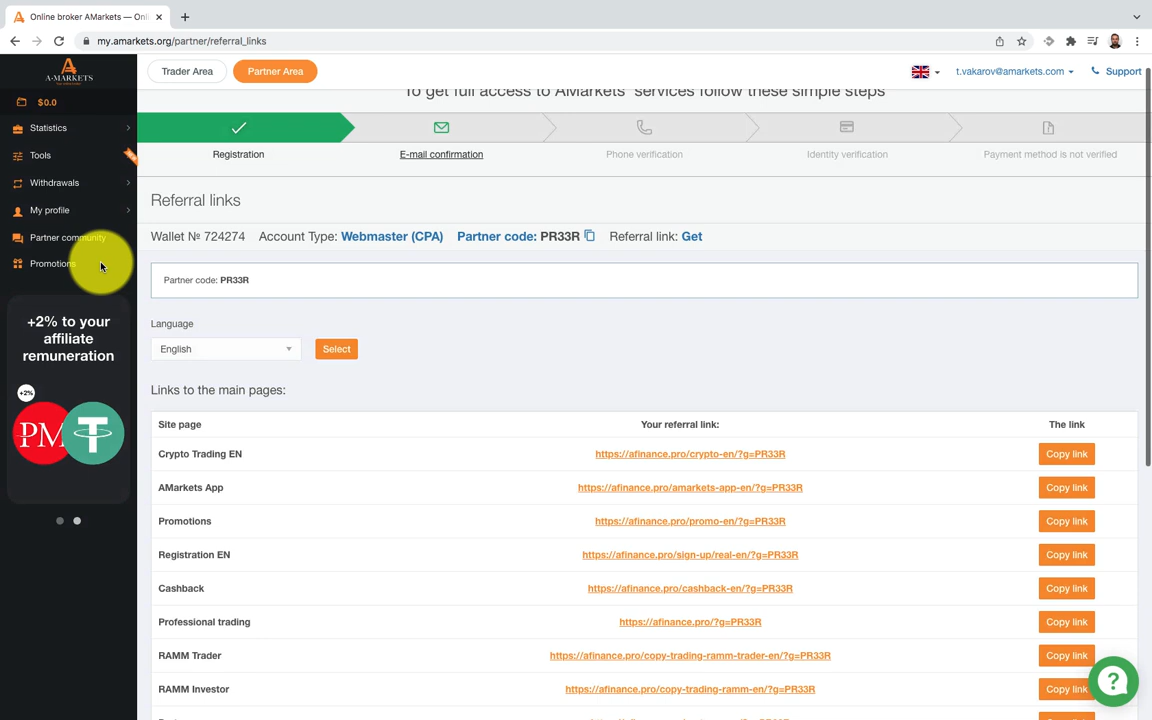 Online broker AMarkets — Onli
my.amarkets.org/partner/referral_links
A-MARKETS
Trader Area
Partner Area
t.vakarov@amarkets.com
Support
$0.0
Statistics
Tools
Withdrawals
My profile
Partner community
Promotions
+2% to your
affiliate
remuneration
+2%
PM
To get full access to AMarkets' services follow these simple steps
Registration
E-mail confirmation
Phone verification
Identity verification
Payment method is not verified
Referral links
Wallet № 724274 Account Type: Webmaster (CPA) Partner code: PR33R Referral link: Get
Partner code: PR33R
Language
English
Select
Links to the main pages:
Site page Your referral link: The link
Crypto Trading EN https://afinance.pro/crypto-en/?g=PR33R Copy link
AMarkets App https://afinance.pro/amarkets-app-en/?g=PR33R Copy link
Promotions https://afinance.pro/promo-en/?g=PR33R Copy link
Registration EN https://afinance.pro/sign-up/real-en/?g=PR33R Copy link
Cashback https://afinance.pro/cashback-en/?g=PR33R Copy link
Professional trading https://afinance.pro/?g=PR33R Copy link
RAMM Trader https://afinance.pro/copy-trading-ramm-trader-en/?g=PR33R Copy link
RAMM Investor https://afinance.pro/copy-trading-ramm-en/?g=PR33R Copy link